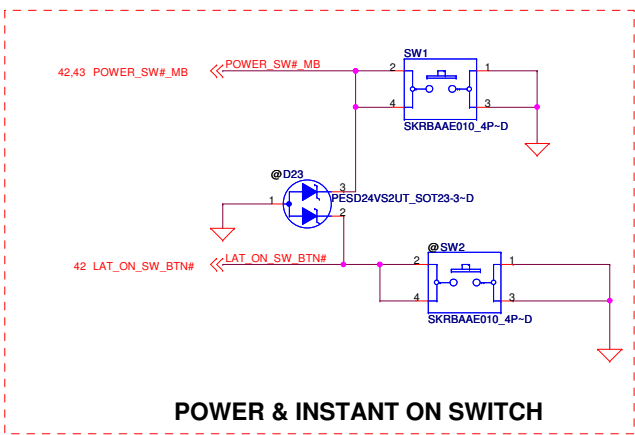 SW1
42,43 POWER_SW#_MB
POWER_SW#_MB
2
1
4
3
SKRBAAE010_4P~D
@D23
3
1
PESD24VS2UT_SOT23-3~D
2
@SW2
42 LAT_ON_SW_BTN#
LAT_ON_SW_BTN#
2
1
4
3
SKRBAAE010_4P~D
POWER & INSTANT ON SWITCH